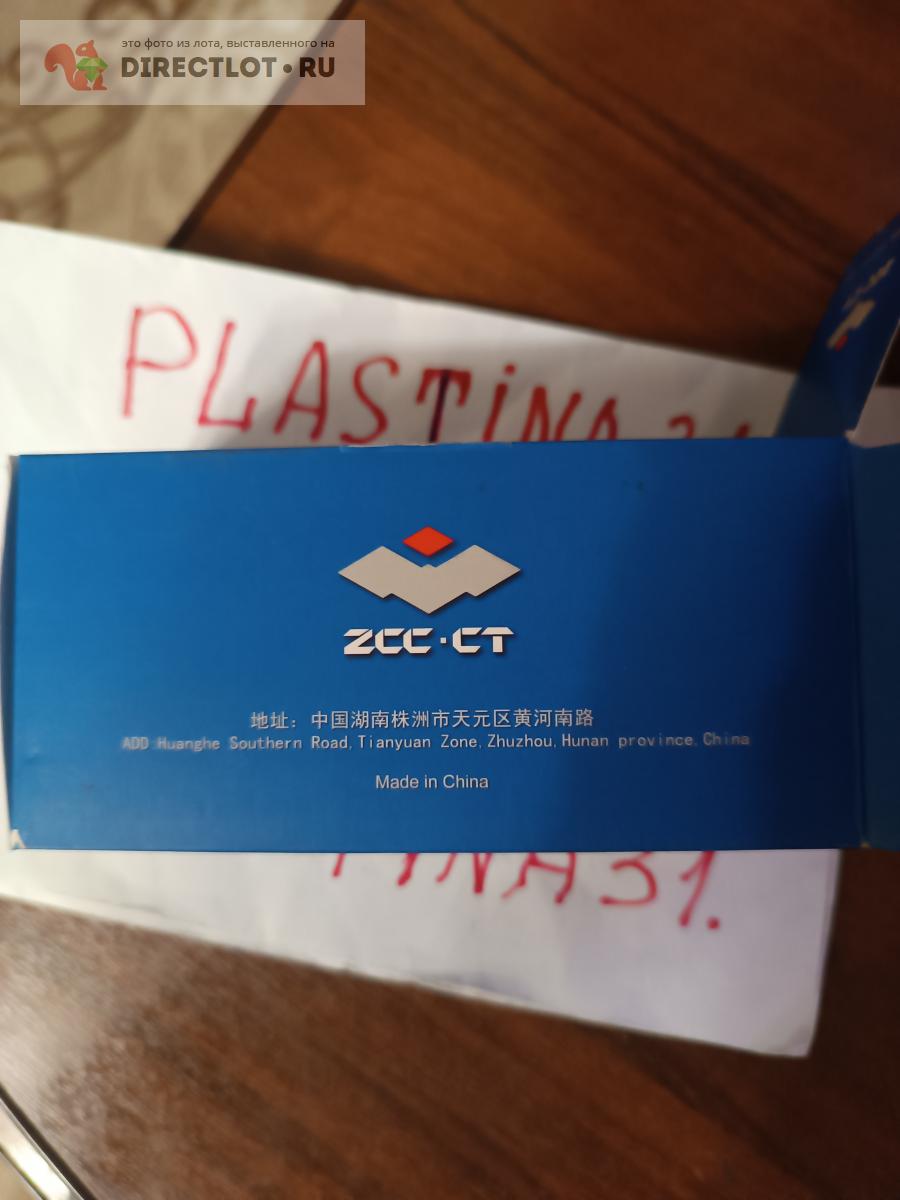 это фото из лота, выставленного на
DIRECTLOT.RU
PLASTINA 31
ZCC·CT
地址：中国湖南株洲市天元区黄河南路
ADD:Huanghe Southern Road,Tianyuan Zone,Zhuzhou,Hunan province,China
Made in China
TINA31.